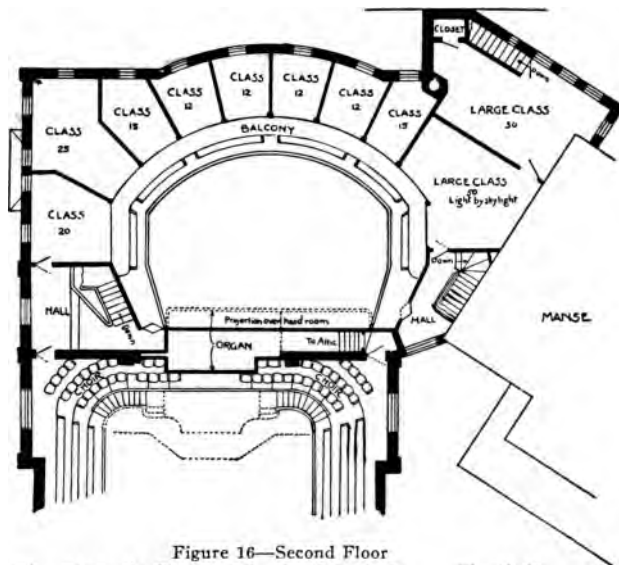 CLOSET
Down
LARGE CLASS
CLASS
12
CLASS
12
CLASS
12
CLASS
12
CLASS
CLASS
15
CLASS
25
BALCONY
LARGE CLASS
50
Light by skylight
CLASS
20
Down
HALL
Down
Projection over head room
ORGAN
To Attic
HALL
MANSE
CHOIR
Figure 16—Second Floor